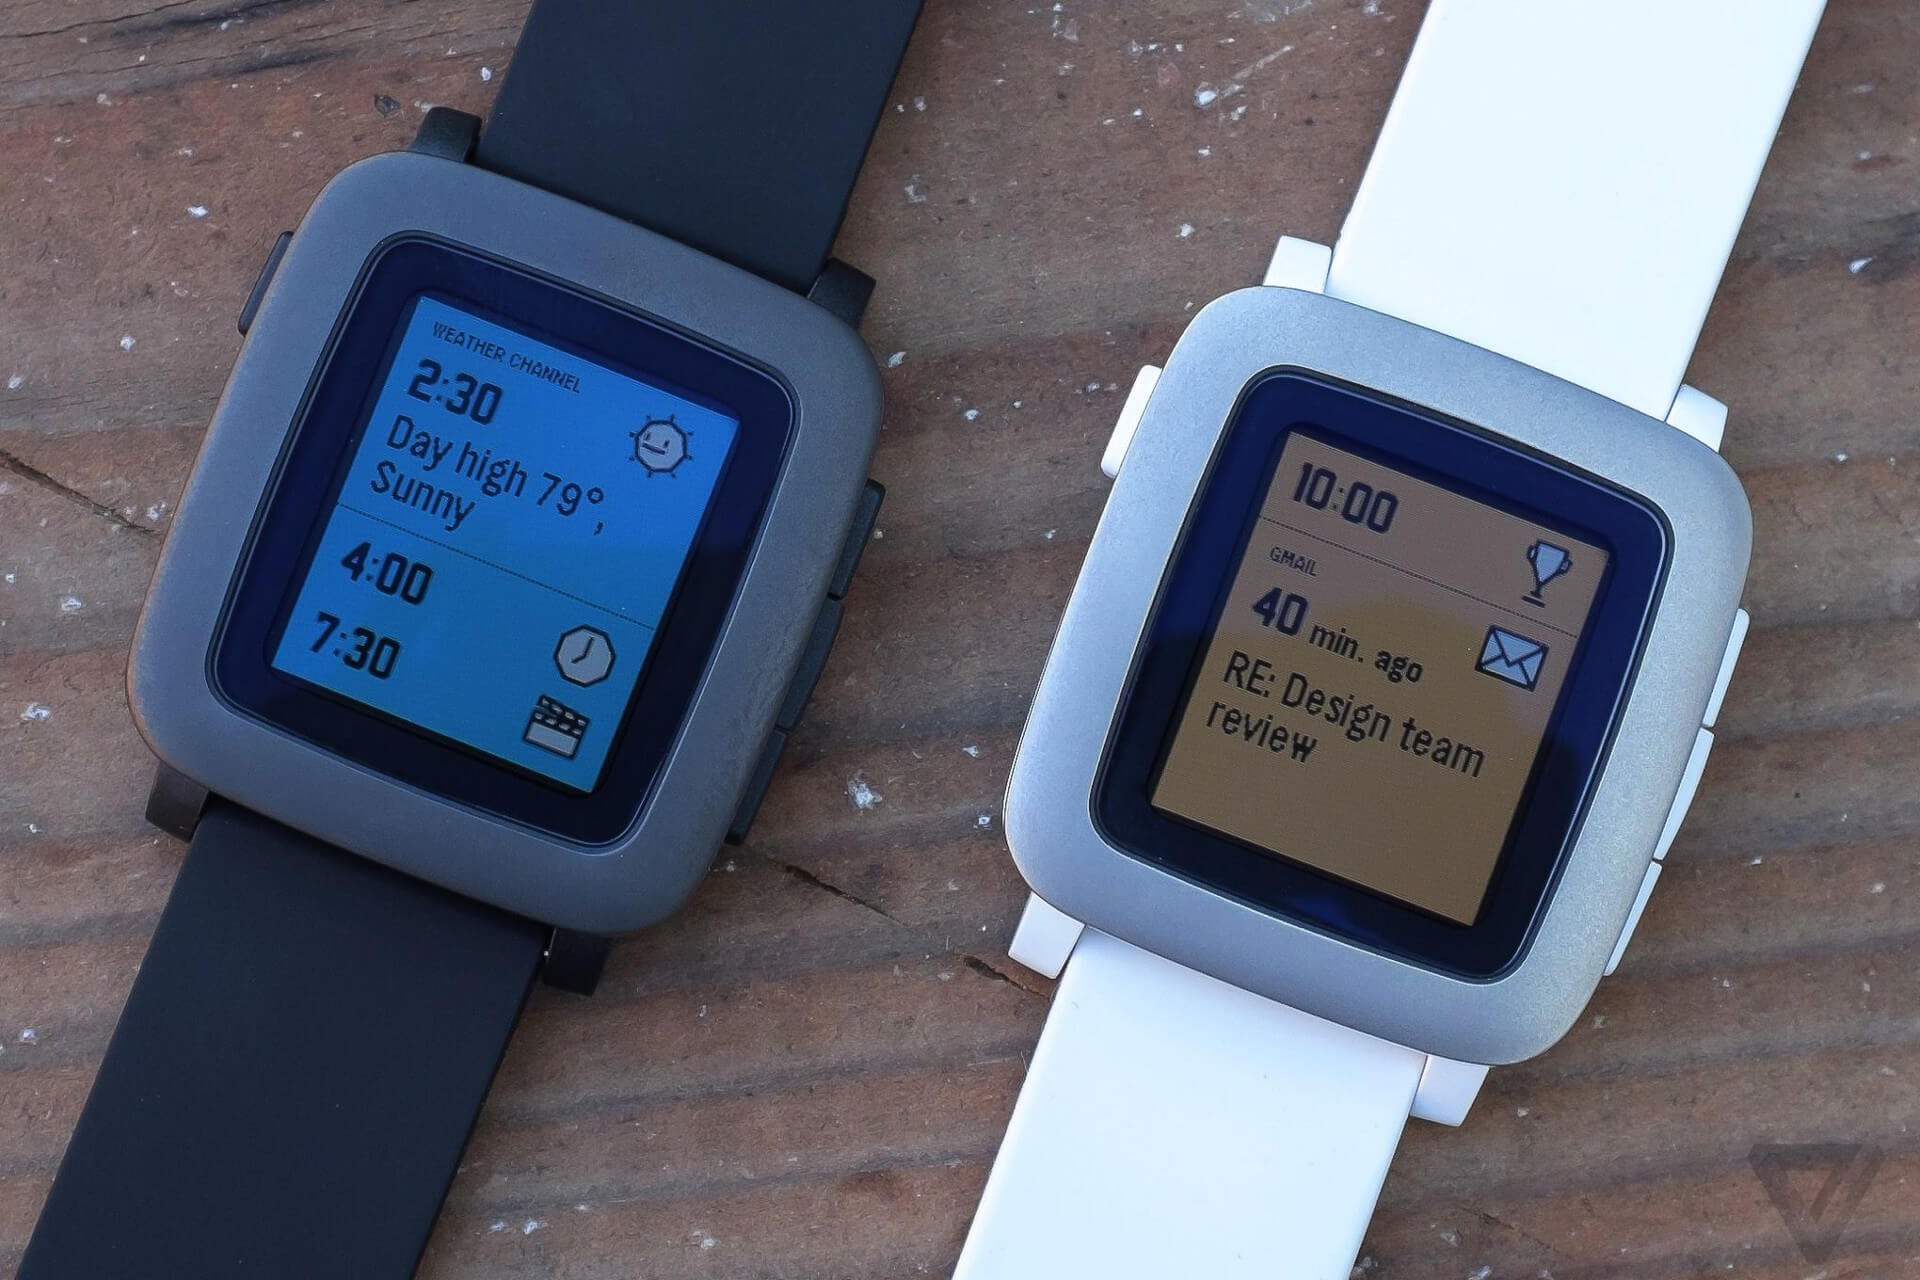 WEATHER CHANNEL
2:30
Day high 79°,
Sunny
4:00
7:30
10:00
GMAIL
40 min. ago
RE: Design team
review